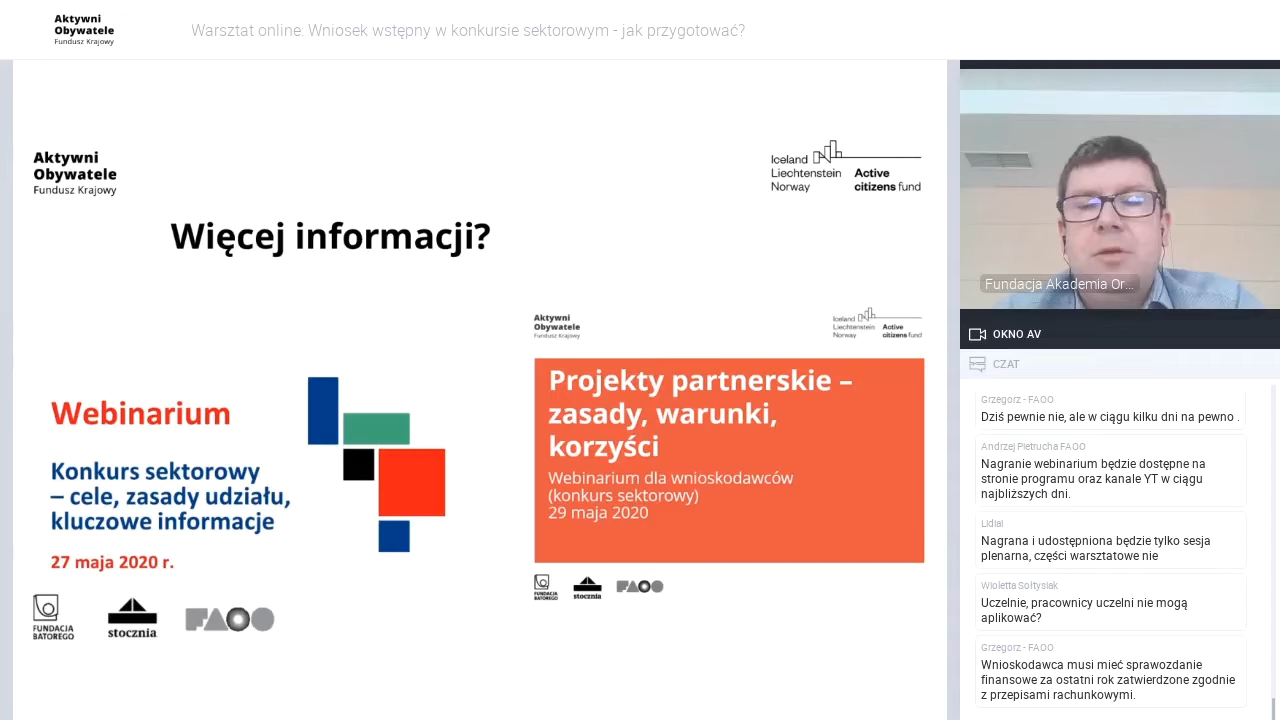 Aktywni
Obywatele
Fundusz Krajowy
Warsztat online: Wniosek wstępny w konkursie sektorowym - jak przygotować?
Aktywni
Obywatele
Fundusz Krajowy
Iceland
Liechtenstein
Norway
Active
citizens fund
Więcej informacji?
Webinarium
Konkurs sektorowy
– cele, zasady udziału,
kluczowe informacje
27 maja 2020 r.
FUNDACJA
BATOREGO
stocznia
FAOO
Aktywni
Obywatele
Fundusz Krajowy
Iceland
Liechtenstein
Norway
Active
citizens fund
Projekty partnerskie –
zasady, warunki,
korzyści
Webinarium dla wnioskodawców
(konkurs sektorowy)
29 maja 2020
FUNDACJA
BATOREGO
stocznia
FAOO
Fundacja Akademia Or...
OKNO AV
CZAT
Grzegorz - FAOO
Dziś pewnie nie, ale w ciągu kilku dni na pewno .
Andrzej Pietrucha FAOO
Nagranie webinarium będzie dostępne na
stronie programu oraz kanale YT w ciągu
najbliższych dni.
Lidial
Nagrana i udostępniona będzie tylko sesja
plenarna, części warsztatowe nie
Wioletta Sołtysiak
Uczelnie, pracownicy uczelni nie mogą
aplikować?
Grzegorz - FAOO
Wnioskodawca musi mieć sprawozdanie
finansowe za ostatni rok zatwierdzone zgodnie
z przepisami rachunkowymi.